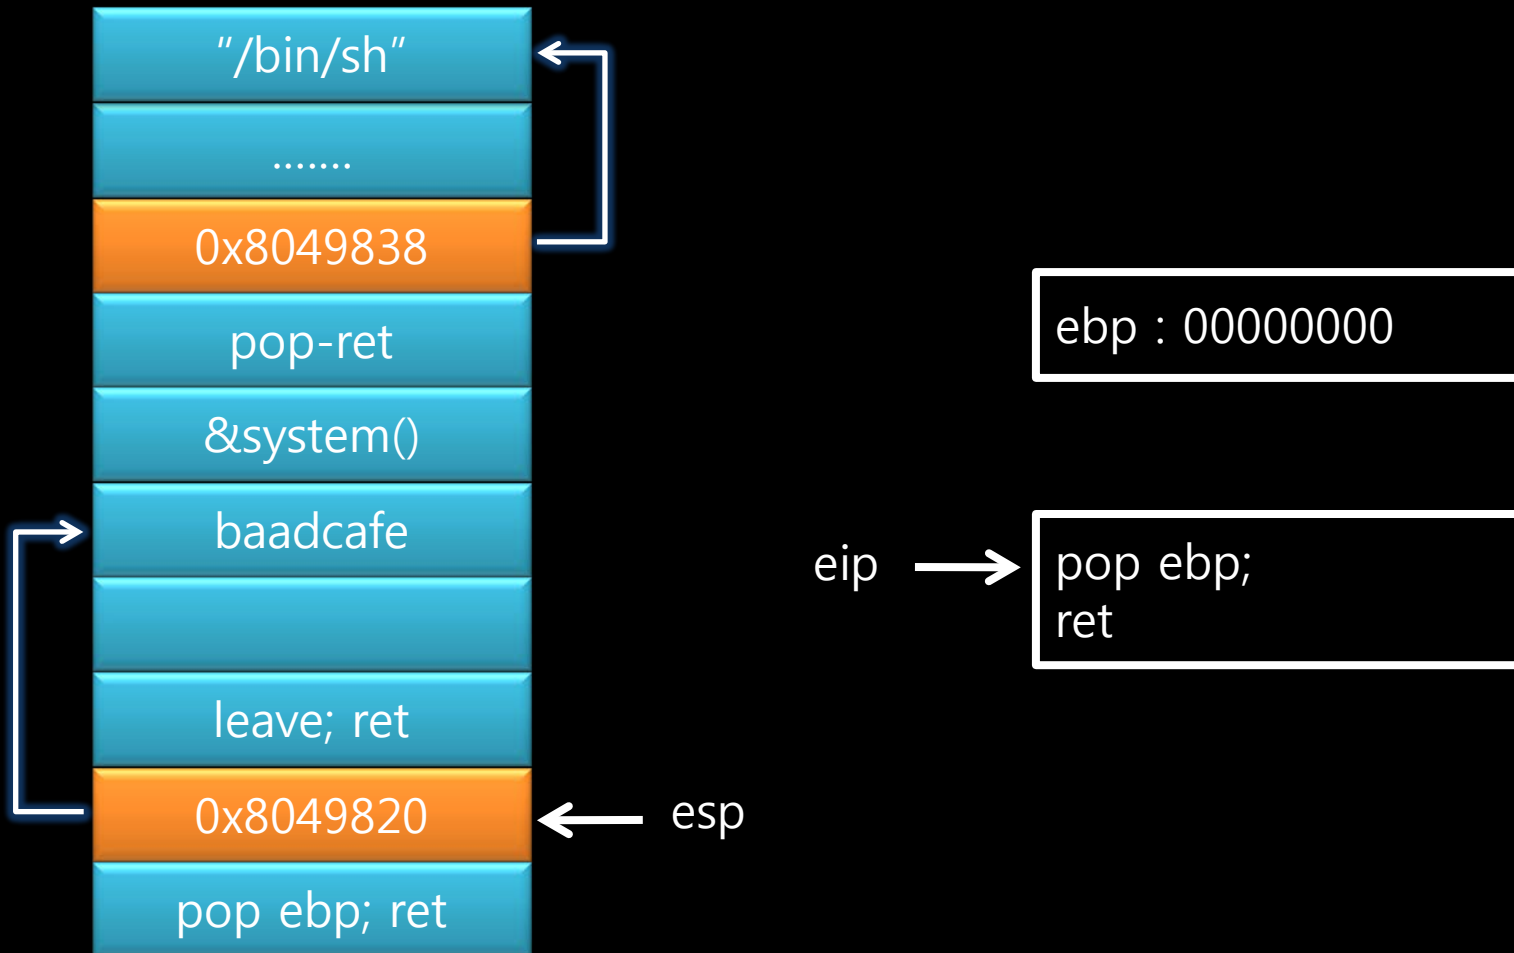 “/bin/sh”
.......
0x8049838
pop-ret
&system()
baadcafe
leave; ret
0x8049820
pop ebp; ret
esp
ebp : 00000000
eip
pop ebp;
ret